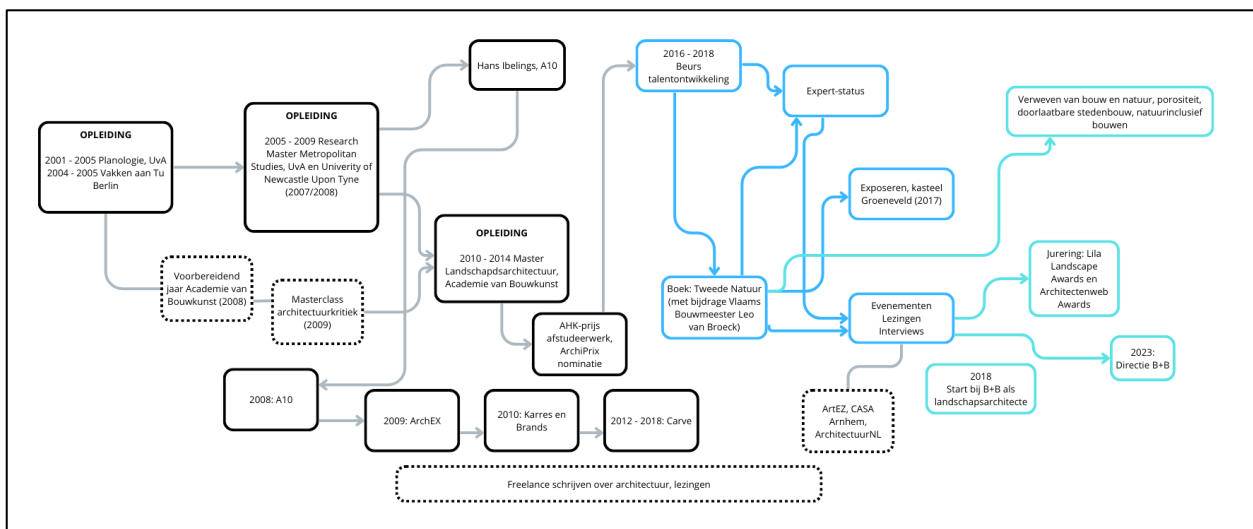 OPLEIDING
2001 - 2005 Planologie, UvA
2004 - 2005 Vakken aan Tu
Berlin
OPLEIDING
2005 - 2009 Research
Master Metropolitan
Studies, UvA en Univerity of
Newcastle Upon Tyne
(2007/2008)
Hans Ibelings, A10
Voorbereidend
jaar Academie van
Bouwkunst (2008)
Masterclass
architectuurkritiek
(2009)
OPLEIDING
2010 - 2014 Master
Landschapsarchitectuur,
Academie van Bouwkunst
AHK-prijs
afstudeerwerk,
ArchiPrix
nominatie
2008: A10
2009: ArchEX
2010: Karres en
Brands
2012 - 2018: Carve
Freelance schrijven over architectuur, lezingen
2016 - 2018
Beurs
talentontwikkeling
Expert-status
Exposeren, kasteel
Groeneveld (2017)
Boek: Tweede Natuur
(met bijdrage Vlaams
Bouwmeester Leo
van Broeck)
Evenementen
Lezingen
Interviews
ArtEZ, CASA
Arnhem,
ArchitectuurNL
Verweven van bouw en natuur, porositeit,
doorlaatbare stedenbouw, natuurinclusief
bouwen
Jurering: Lila
Landscape
Awards en
Architectenweb
Awards
2018
Start bij B+B als
landschapsarchitecte
2023:
Directie B+B